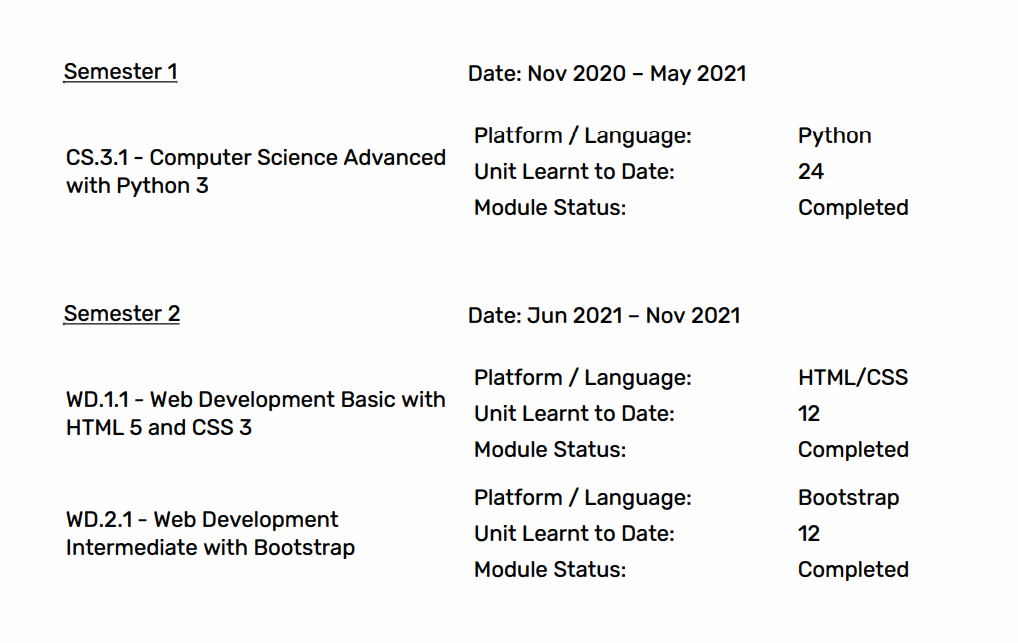 Semester 1
Date: Nov 2020 – May 2021
CS.3.1 - Computer Science Advanced
with Python 3
Platform / Language: Python
Unit Learnt to Date: 24
Module Status: Completed
Semester 2
Date: Jun 2021 – Nov 2021
WD.1.1 - Web Development Basic with
HTML 5 and CSS 3
Platform / Language: HTML/CSS
Unit Learnt to Date: 12
Module Status: Completed
WD.2.1 - Web Development
Intermediate with Bootstrap
Platform / Language: Bootstrap
Unit Learnt to Date: 12
Module Status: Completed